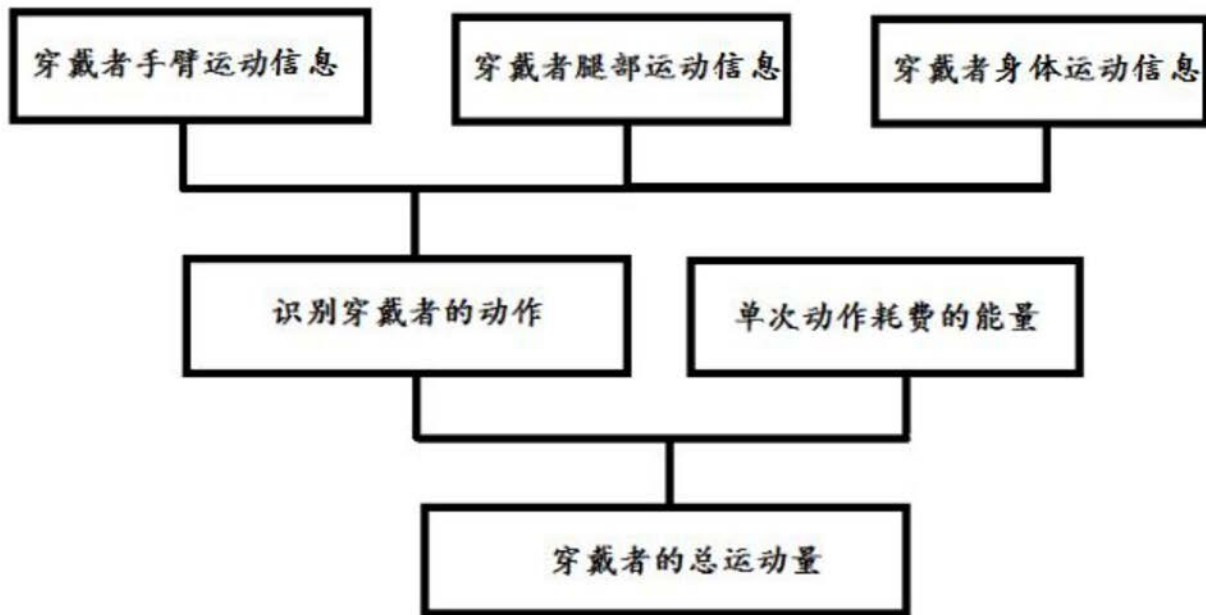 穿戴者手臂运动信息
穿戴者腿部运动信息
穿戴者身体运动信息
识别穿戴者的动作
单次动作耗费的能量
穿戴者的总运动量